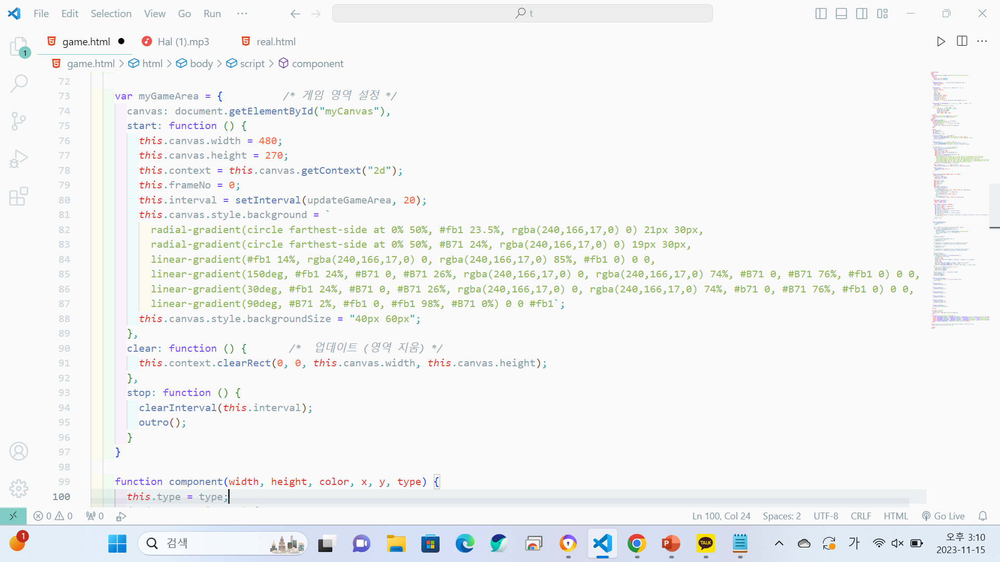 File Edit Selection View Go Run ··· t
game.html ● Hal (1).mp3 real.html
1
game.html > html > body > script > component
72
73 var myGameArea = { /* 게임 영역 설정 */
74 canvas: document.getElementById("myCanvas"),
75 start: function () {
76 this.canvas.width = 480;
77 this.canvas.height = 270;
78 this.context = this.canvas.getContext("2d");
79 this.frameNo = 0;
80 this.interval = setInterval(updateGameArea, 20);
81 this.canvas.style.background = `
82 radial-gradient(circle farthest-side at 0% 50%, #fb1 23.5%, rgba(240,166,17,0) 0) 21px 30px,
83 radial-gradient(circle farthest-side at 0% 50%, #B71 24%, rgba(240,166,17,0) 0) 19px 30px,
84 linear-gradient(#fb1 14%, rgba(240,166,17,0) 0, rgba(240,166,17,0) 85%, #fb1 0) 0 0,
85 linear-gradient(150deg, #fb1 24%, #B71 0, #B71 26%, rgba(240,166,17,0) 0, rgba(240,166,17,0) 74%, #B71 0, #B71 76%, #fb1 0) 0 0,
86 linear-gradient(30deg, #fb1 24%, #B71 0, #B71 26%, rgba(240,166,17,0) 0, rgba(240,166,17,0) 74%, #b71 0, #B71 76%, #fb1 0) 0 0,
87 linear-gradient(90deg, #B71 2%, #fb1 0, #fb1 98%, #B71 0%) 0 0 #fb1`;
88 this.canvas.style.backgroundSize = "40px 60px";
89 },
90 clear: function () { /* 업데이트 (영역 지움) */
91 this.context.clearRect(0, 0, this.canvas.width, this.canvas.height);
92 },
93 stop: function () {
94 clearInterval(this.interval);
95 outro();
96 }
97 }
98
99 function component(width, height, color, x, y, type) {
100 this.type = type;
0 0 0 Ln 100, Col 24 Spaces: 2 UTF-8 CRLF HTML Go Live
1 검색 P TALK 가 오후 3:10
2023-11-15